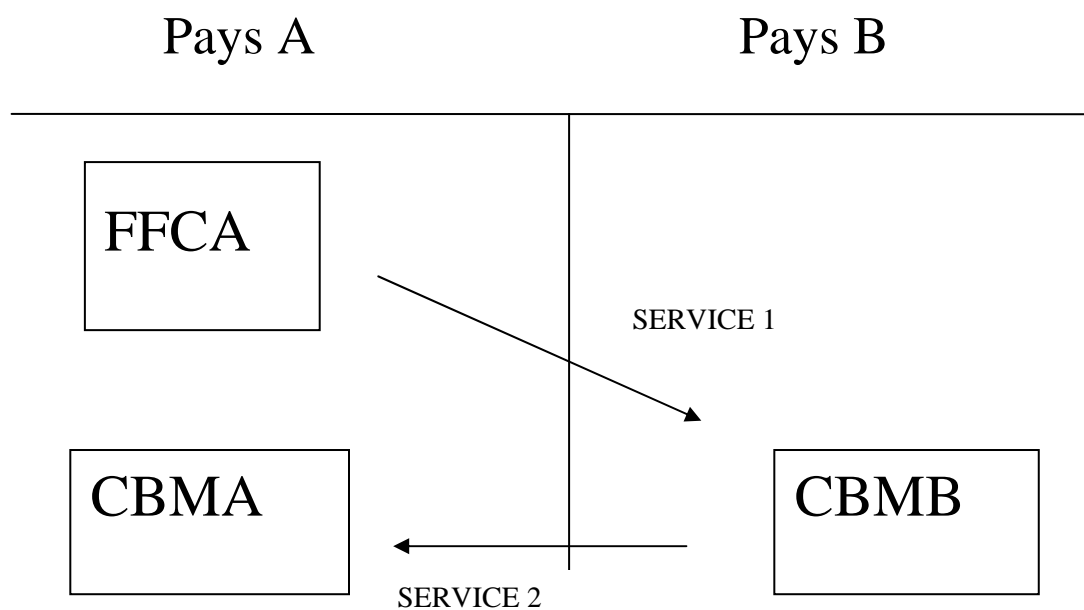 Pays A Pays B
FFCA
SERVICE 1
CBMA CBMB
SERVICE 2